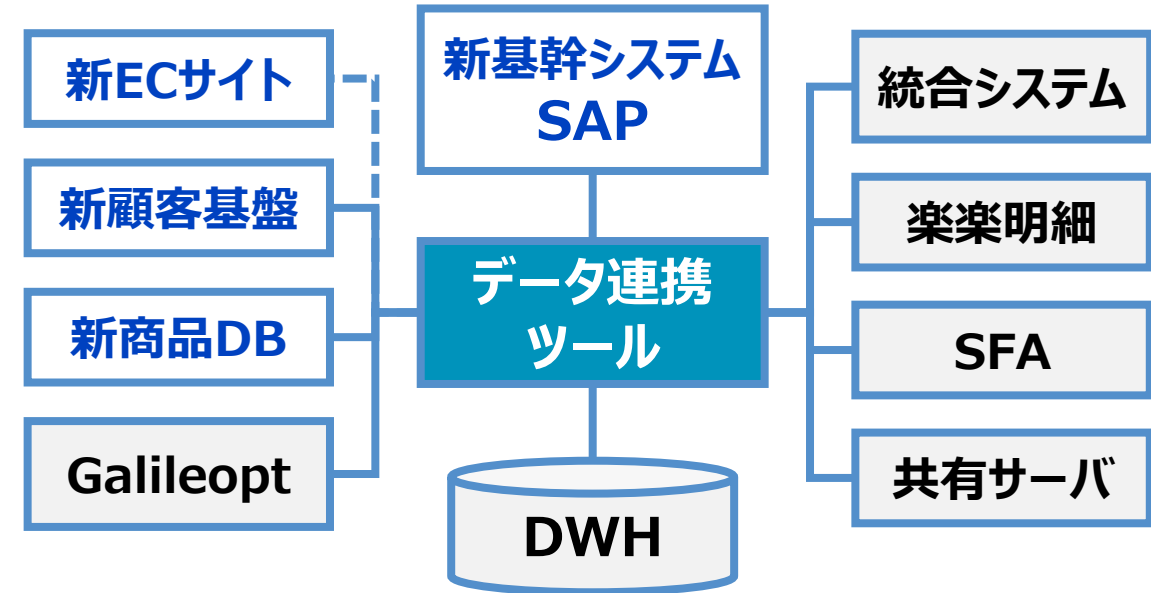 新ECサイト
新顧客基盤
新商品DB
Galileopt
新基幹システム
SAP
データ連携
ツール
DWH
統合システム
楽楽明細
SFA
共有サーバ